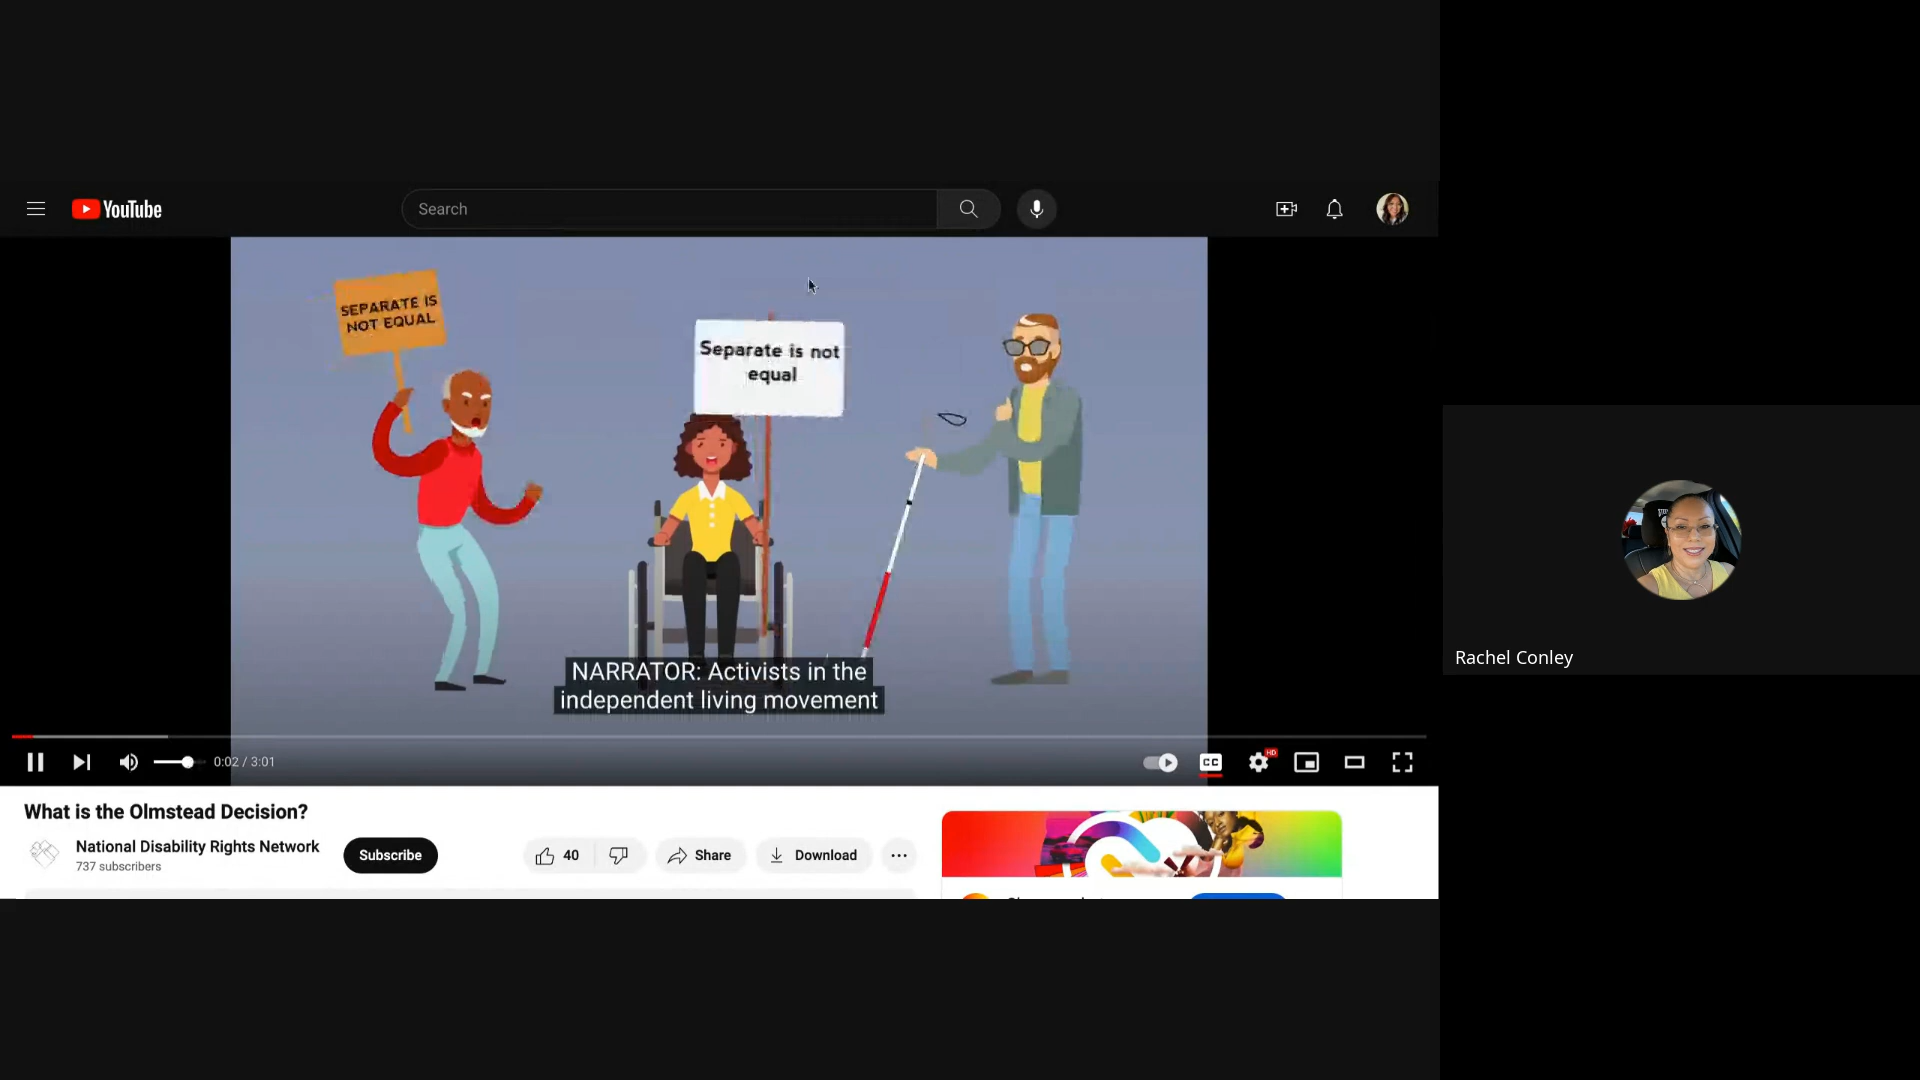 YouTube
Search
SEPARATE IS
NOT EQUAL
Separate is not
equal
NARRATOR: Activists in the
independent living movement
0:02 / 3:01
CC
HD
What is the Olmstead Decision?
National Disability Rights Network
737 subscribers
Subscribe
40
Share
Download
Rachel Conley